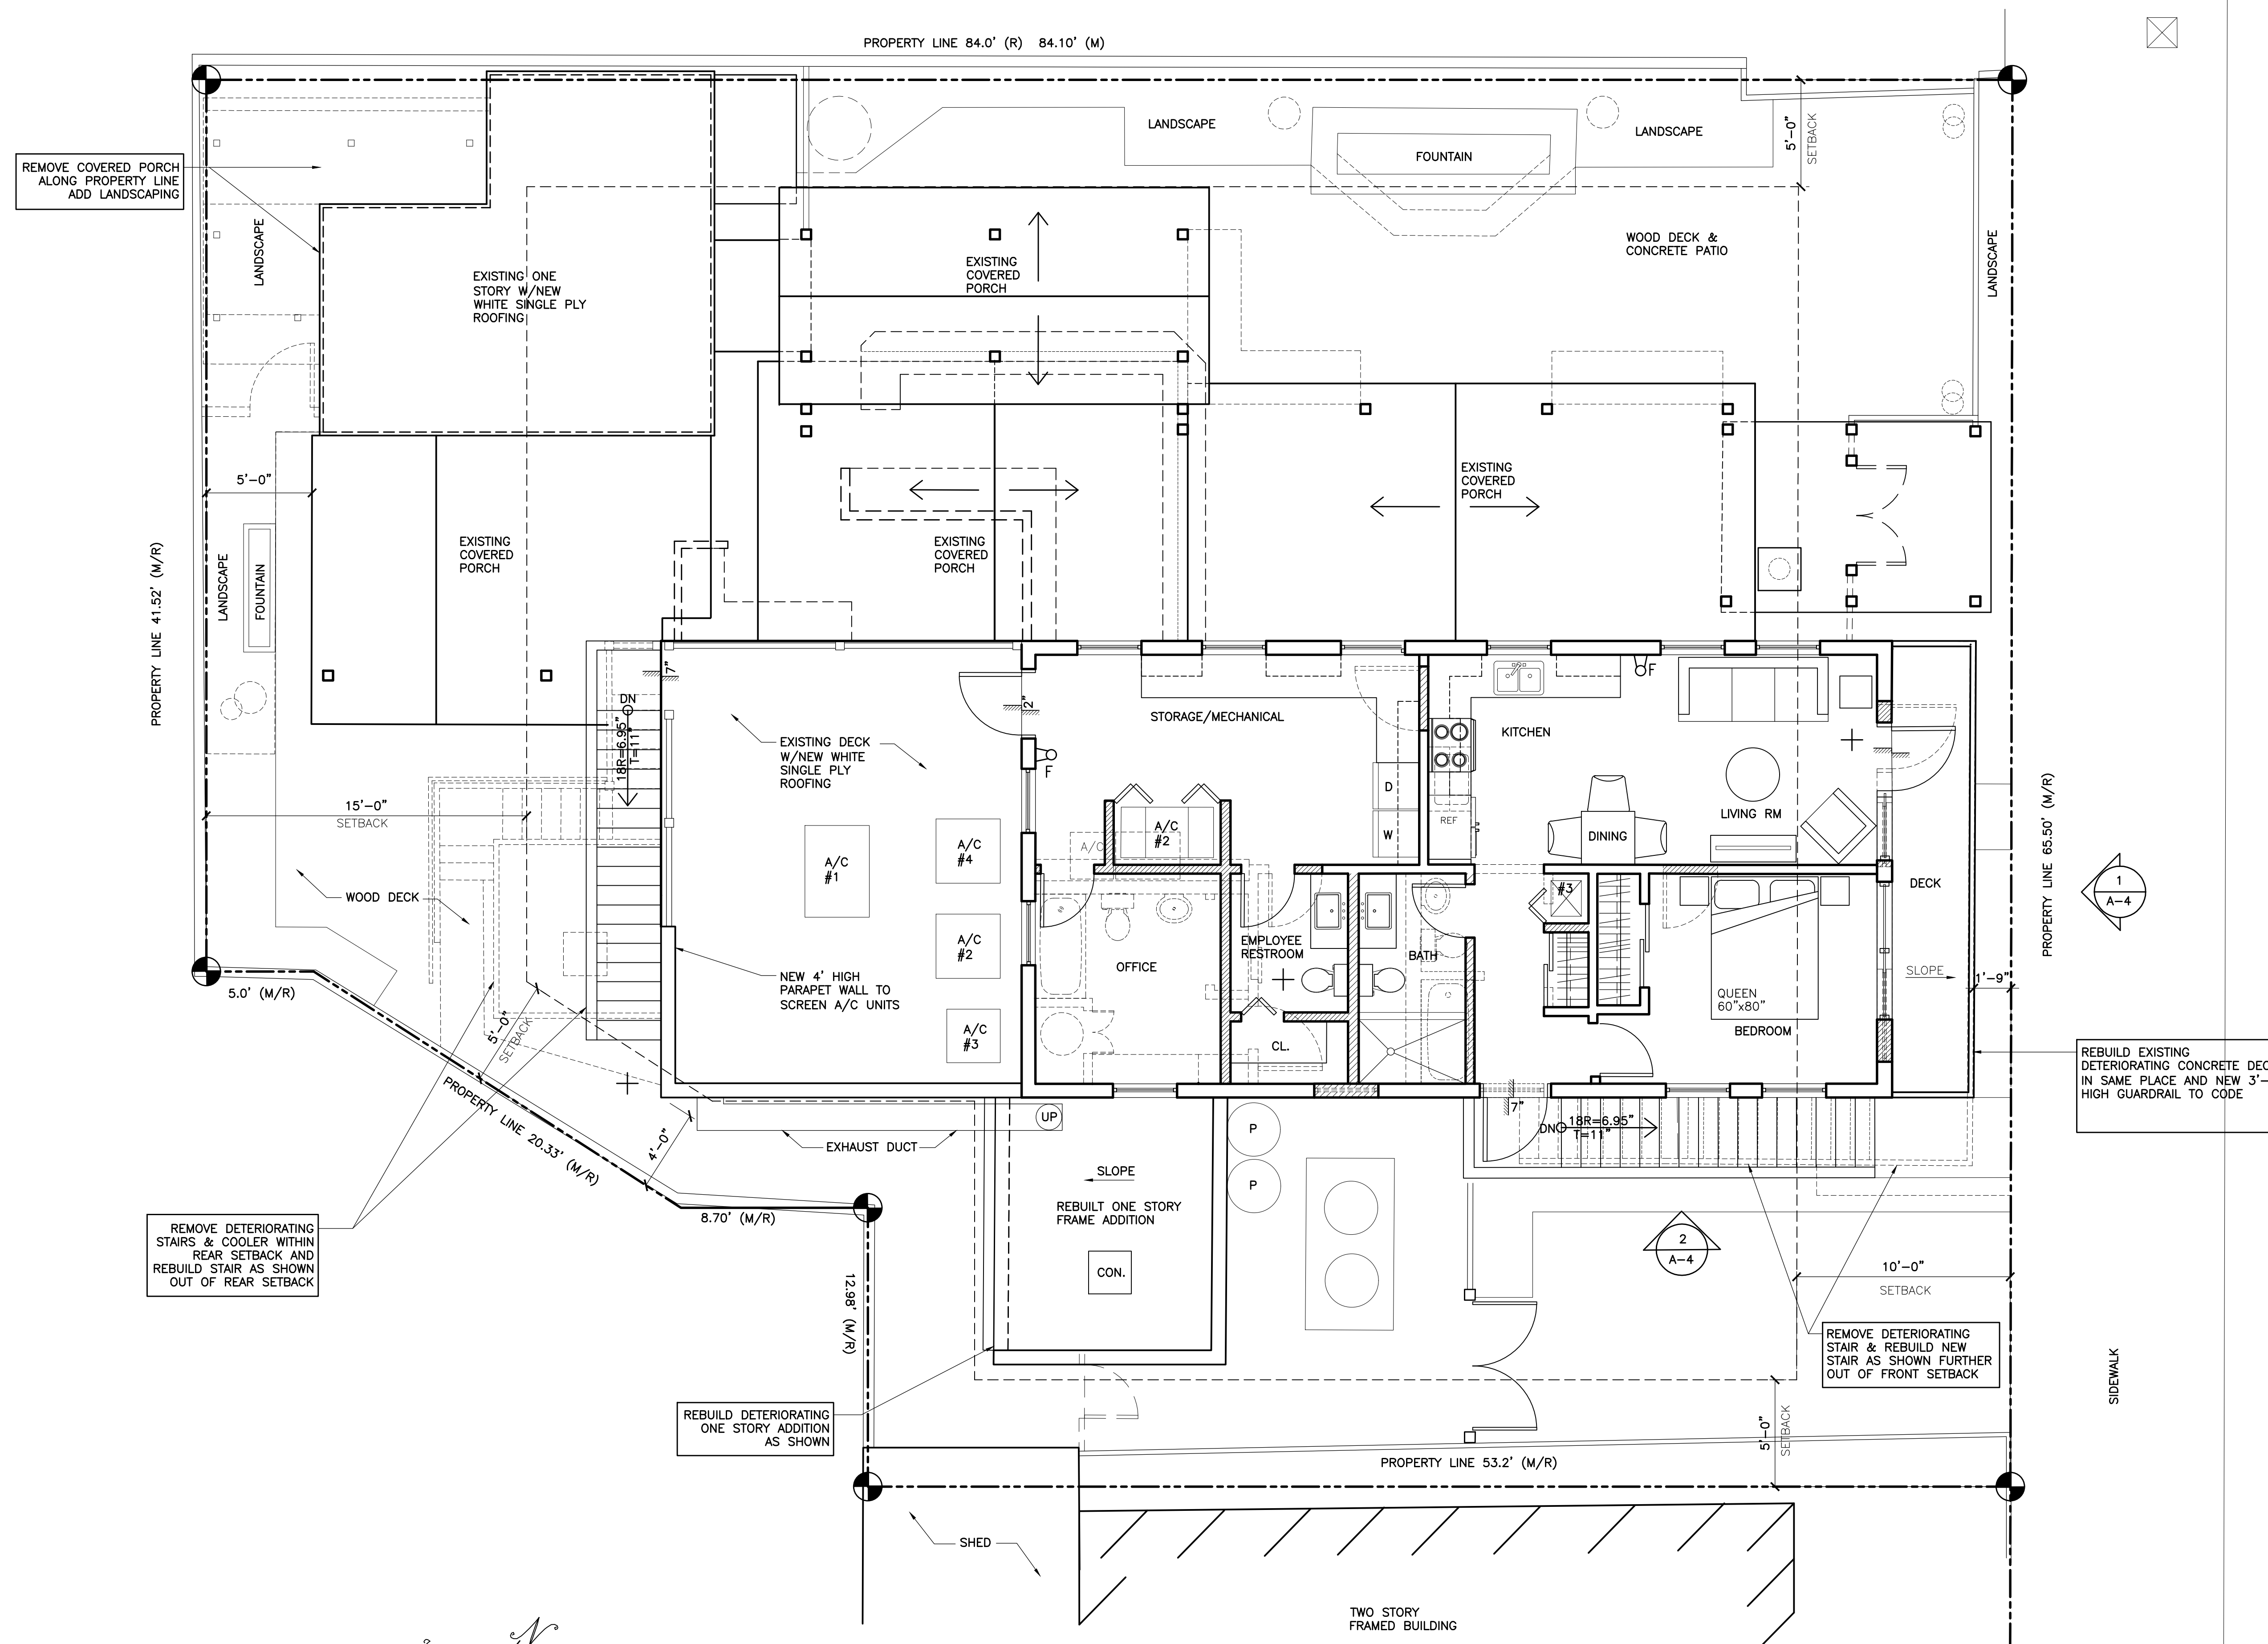 PROPERTY LINE 84.0' (R)   84.10' (M)
LANDSCAPE
FOUNTAIN
LANDSCAPE
5'-0"
SETBACK
REMOVE COVERED PORCH
ALONG PROPERTY LINE
ADD LANDSCAPING
LANDSCAPE
EXISTING ONE
STORY W/NEW
WHITE SINGLE PLY
ROOFING
EXISTING
COVERED
PORCH
WOOD DECK &
CONCRETE PATIO
LANDSCAPE
5'-0"
EXISTING
COVERED
PORCH
EXISTING
COVERED
PORCH
EXISTING
COVERED
PORCH
PROPERTY LINE 41.52' (M/R)
LANDSCAPE
FOUNTAIN
DN
18R=6.95"
T=11"
7"
2"
EXISTING DECK
W/NEW WHITE
SINGLE PLY
ROOFING
F
STORAGE/MECHANICAL
KITCHEN
F
D
W
REF
DINING
LIVING RM
PROPERTY LINE 65.50' (M/R)
15'-0"
SETBACK
A/C
#1
A/C
#4
A/C
A/C
#2
#3
WOOD DECK
DECK
1
A-4
A/C
#2
OFFICE
EMPLOYEE
RESTROOM
BATH
QUEEN
60"x80"
BEDROOM
SLOPE
1'-9"
NEW 4' HIGH
PARAPET WALL TO
SCREEN A/C UNITS
A/C
#3
CL.
5.0' (M/R)
5'-0"
SETBACK
REBUILD EXISTING
DETERIORATING CONCRETE DEC
IN SAME PLACE AND NEW 3'-
HIGH GUARDRAIL TO CODE
PROPERTY LINE 20.33' (M/R)
4'-0"
UP
EXHAUST DUCT
P
P
7"
DN
18R=6.95"
T=11"
SLOPE
REBUILT ONE STORY
FRAME ADDITION
CON.
8.70' (M/R)
REMOVE DETERIORATING
STAIRS & COOLER WITHIN
REAR SETBACK AND
REBUILD STAIR AS SHOWN
OUT OF REAR SETBACK
12.98' (M/R)
2
A-4
10'-0"
SETBACK
REMOVE DETERIORATING
STAIR & REBUILD NEW
STAIR AS SHOWN FURTHER
OUT OF FRONT SETBACK
SIDEWALK
REBUILD DETERIORATING
ONE STORY ADDITION
AS SHOWN
5'-0"
SETBACK
PROPERTY LINE 53.2' (M/R)
SHED
TWO STORY
FRAMED BUILDING
N